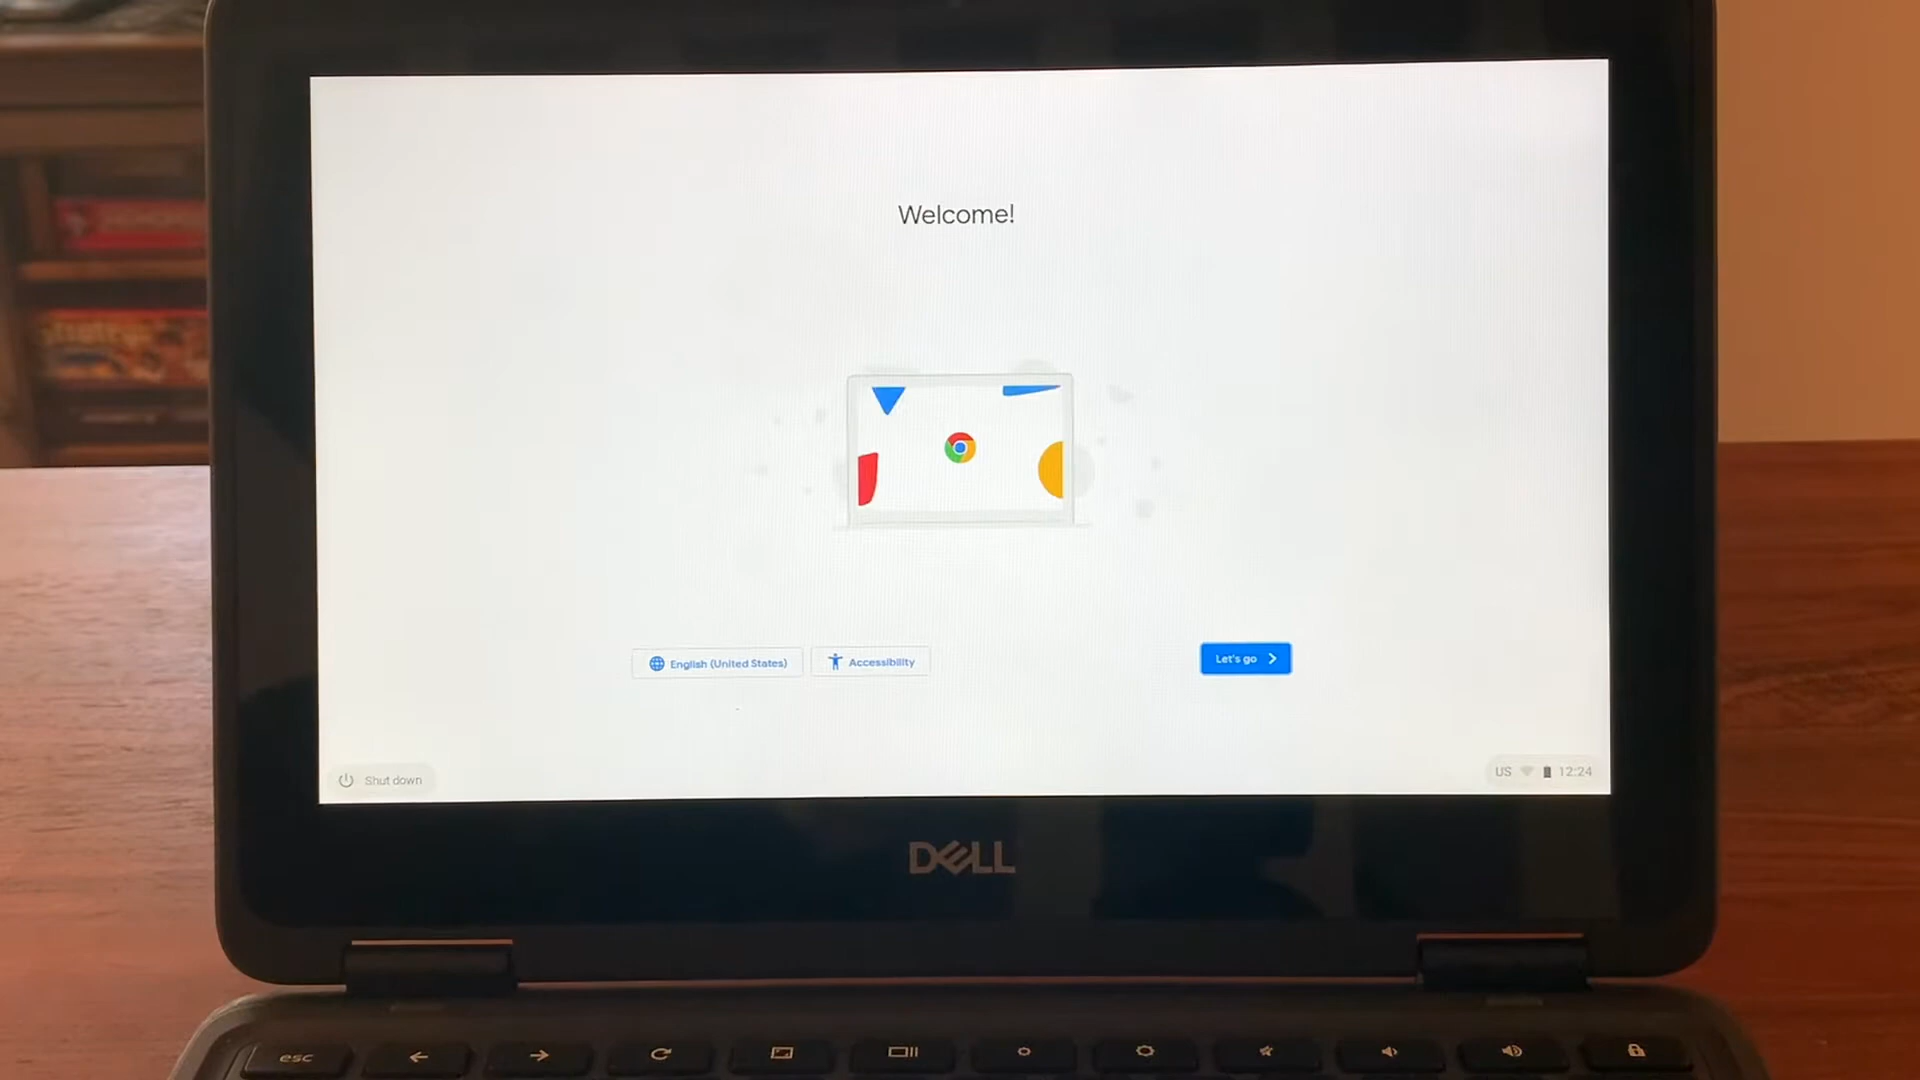 Welcome!
English (United States)
Accessibility
Let's go
Shut down
US 12:24
DELL
esc